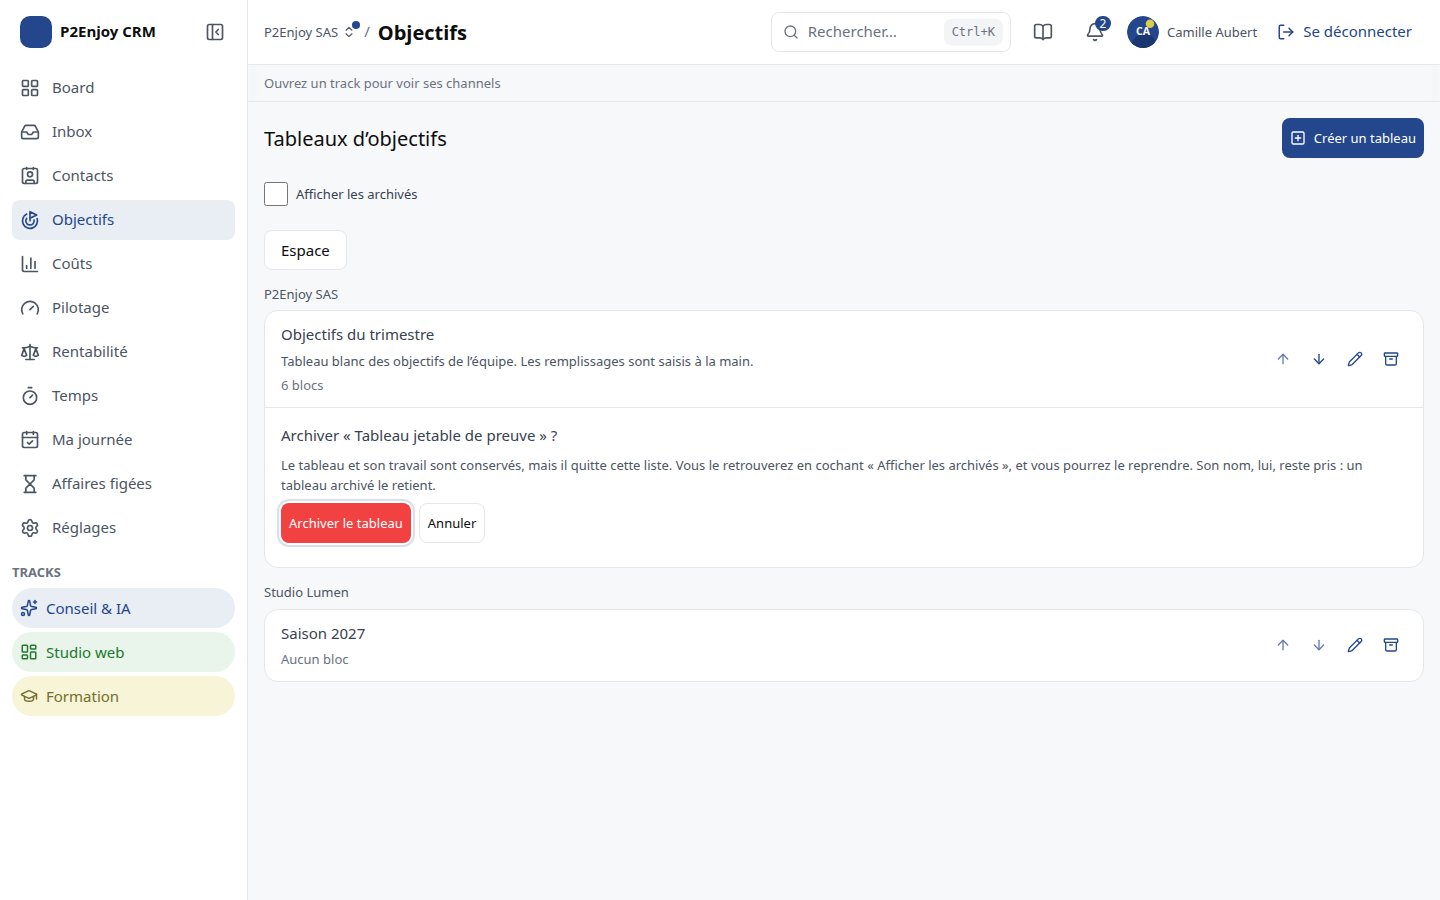 P2Enjoy CRM
Board
Inbox
Contacts
Objectifs
Coûts
Pilotage
Rentabilité
Temps
Ma journée
Affaires figées
Réglages
TRACKS
Conseil & IA
Studio web
Formation
P2Enjoy SAS / Objectifs
Rechercher... Ctrl+K
2
CA
Camille Aubert
Se déconnecter
Ouvrez un track pour voir ses channels
Tableaux d’objectifs
Créer un tableau
Afficher les archivés
Espace
P2Enjoy SAS
Objectifs du trimestre
Tableau blanc des objectifs de l’équipe. Les remplissages sont saisis à la main.
6 blocs
Archiver « Tableau jetable de preuve » ?
Le tableau et son travail sont conservés, mais il quitte cette liste. Vous le retrouverez en cochant « Afficher les archivés », et vous pourrez le reprendre. Son nom, lui, reste pris : un
tableau archivé le retient.
Archiver le tableau
Annuler
Studio Lumen
Saison 2027
Aucun bloc